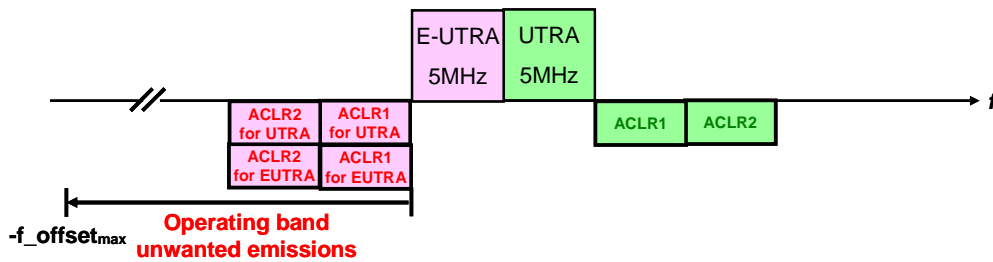 E-UTRA
5MHz
UTRA
5MHz
f
ACLR2
for UTRA
ACLR1
for UTRA
ACLR1
ACLR2
ACLR2
for EUTRA
ACLR1
for EUTRA
-f_offsetmax
Operating band
unwanted emissions